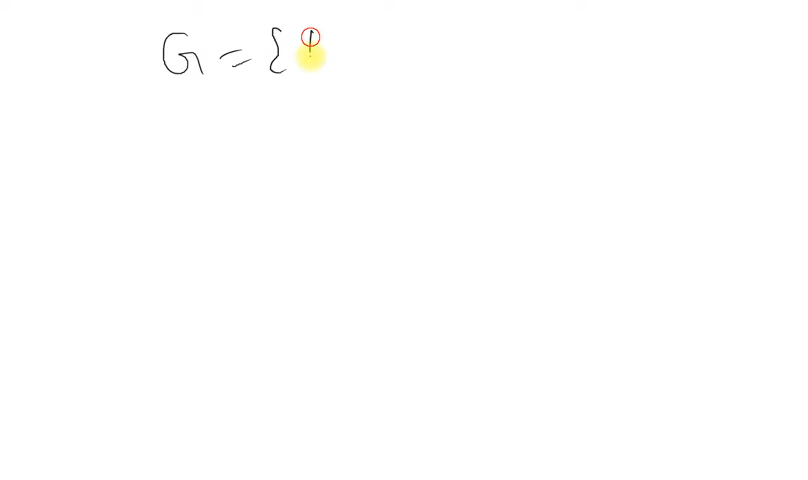 G = {